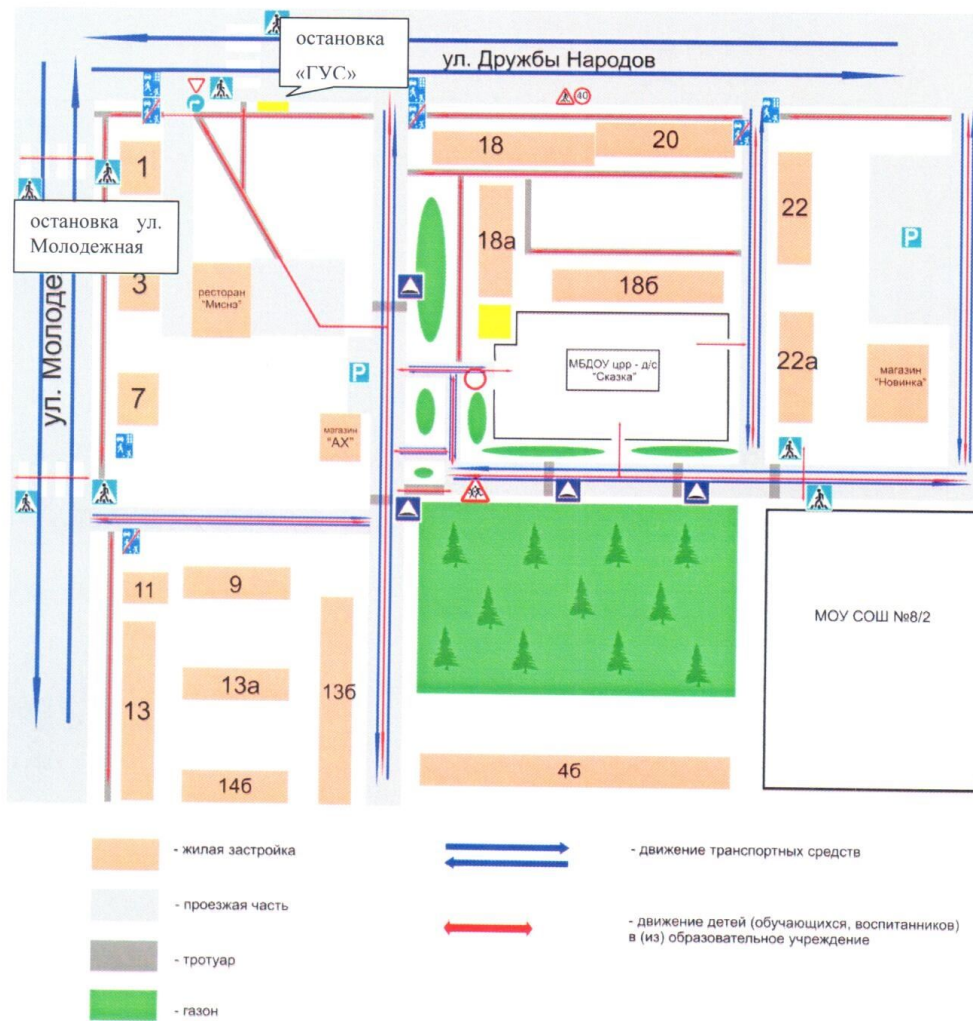 остановка
«ГУС»
ул. Дружбы Народов
40
1
18
20
22
остановка ул.
Молодежная
18а
P
3
ресторан
"Миснэ"
18б
ул. Молоде
МБДОУ црр - д/с
"Сказка"
22а
магазин
"Новинка"
7
P
магазин
"АХ"
11
9
МОУ СОШ №8/2
13
13а
13б
14б
4б
- жилая застройка
- движение транспортных средств
- проезжая часть
- движение детей (обучающихся, воспитанников)
в (из) образовательное учреждение
- тротуар
- газон